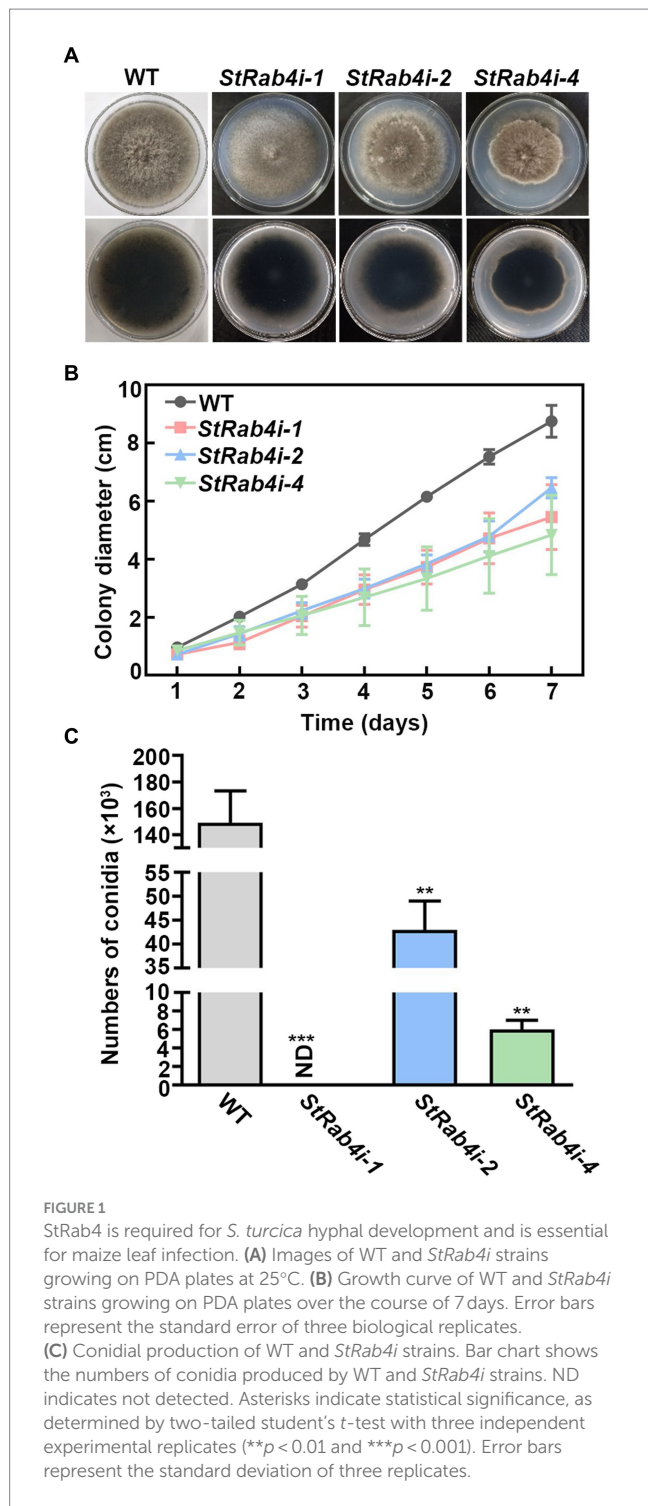 A
WT
StRab4i-1
StRab4i-2
StRab4i-4
B
10
8
6
4
2
0
Colony diameter (cm)
WT
StRab4i-1
StRab4i-2
StRab4i-4
1 2 3 4 5 6 7
Time (days)
C
200
180
160
140
55
50
45
40
35
10
8
6
4
2
0
Numbers of conidia (×10³)
***
ND
**
**
WT
StRab4i-1
StRab4i-2
StRab4i-4
FIGURE 1
StRab4 is required for S. turcica hyphal development and is essential
for maize leaf infection. (A) Images of WT and StRab4i strains
growing on PDA plates at 25°C. (B) Growth curve of WT and StRab4i
strains growing on PDA plates over the course of 7 days. Error bars
represent the standard error of three biological replicates.
(C) Conidial production of WT and StRab4i strains. Bar chart shows
the numbers of conidia produced by WT and StRab4i strains. ND
indicates not detected. Asterisks indicate statistical significance, as
determined by two-tailed student's t-test with three independent
experimental replicates (**p < 0.01 and ***p < 0.001). Error bars
represent the standard deviation of three replicates.